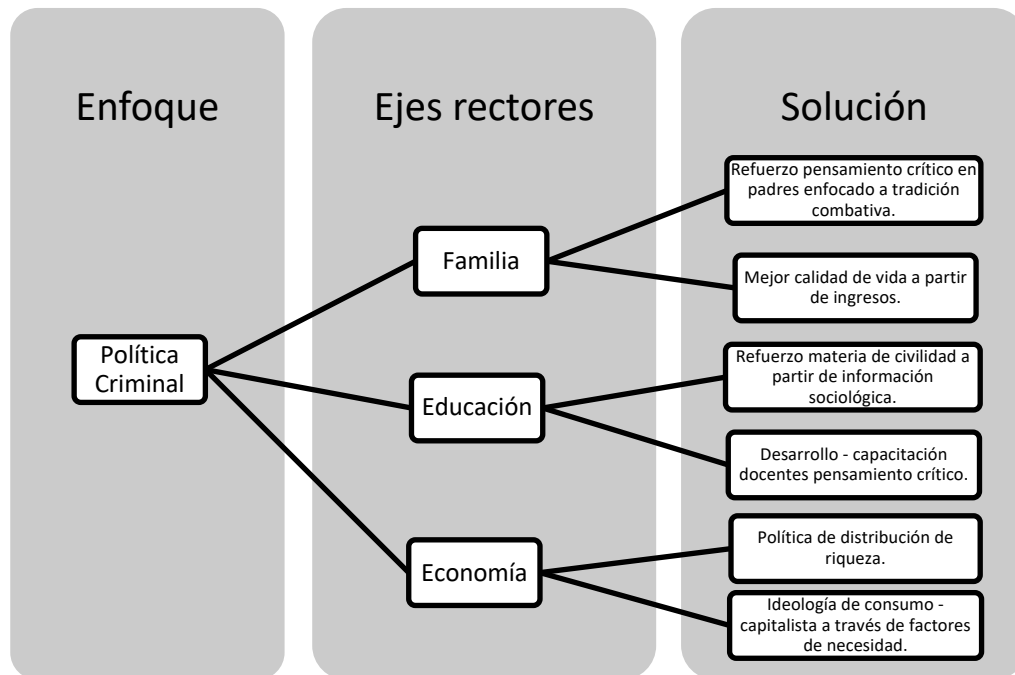 Enfoque
Ejes rectores
Solución
Política
Criminal
Familia
Educación
Economía
Refuerzo pensamiento crítico en
padres enfocado a tradición
combativa.
Mejor calidad de vida a partir
de ingresos.
Refuerzo materia de civilidad a
partir de información
sociológica.
Desarrollo - capacitación
docentes pensamiento crítico.
Política de distribución de
riqueza.
Ideología de consumo -
capitalista a través de factores
de necesidad.